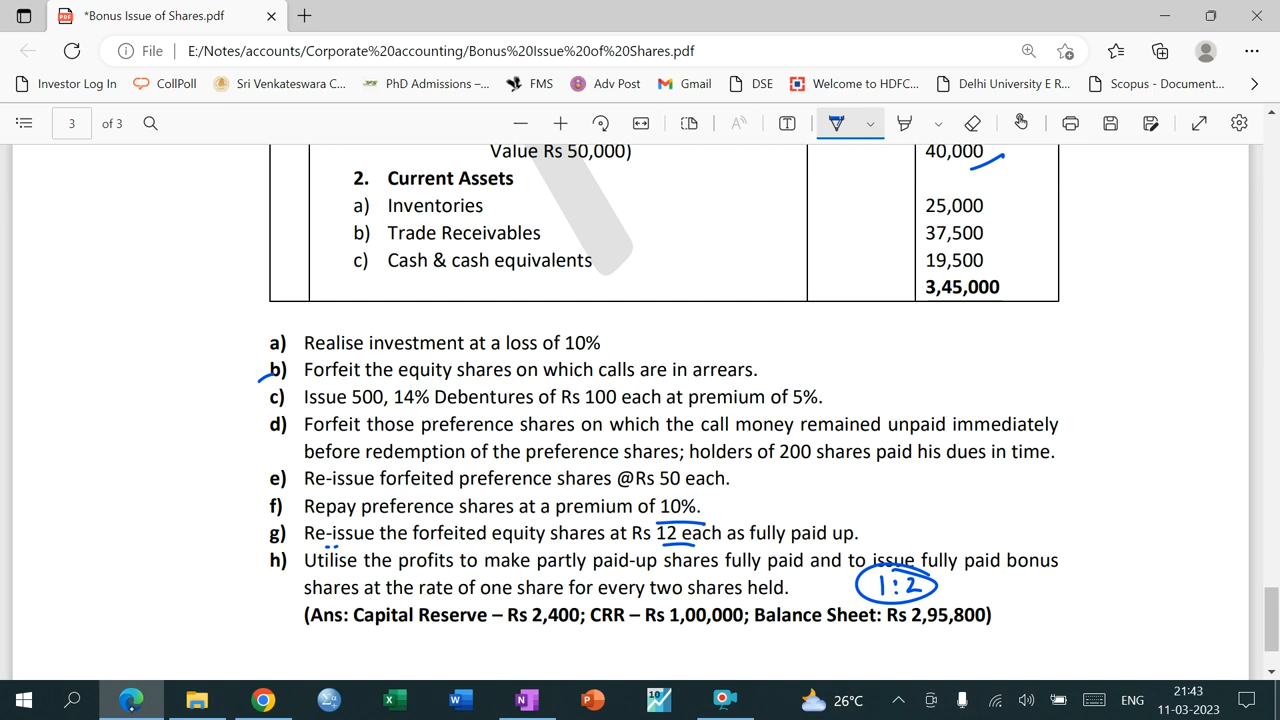 *Bonus Issue of Shares.pdf
File E:/Notes/accounts/Corporate%20accounting/Bonus%20Issue%20of%20Shares.pdf
Investor Log In CollPoll Sri Venkateswara C... PhD Admissions –... FMS Adv Post Gmail DSE Welcome to HDFC... Delhi University E R... Scopus - Document...
3 of 3
Value Rs 50,000) 40,000
2. Current Assets
a) Inventories 25,000
b) Trade Receivables 37,500
c) Cash & cash equivalents 19,500
3,45,000
a) Realise investment at a loss of 10%
b) Forfeit the equity shares on which calls are in arrears.
c) Issue 500, 14% Debentures of Rs 100 each at premium of 5%.
d) Forfeit those preference shares on which the call money remained unpaid immediately
before redemption of the preference shares; holders of 200 shares paid his dues in time.
e) Re-issue forfeited preference shares @Rs 50 each.
f) Repay preference shares at a premium of 10%.
g) Re-issue the forfeited equity shares at Rs 12 each as fully paid up.
h) Utilise the profits to make partly paid-up shares fully paid and to issue fully paid bonus
shares at the rate of one share for every two shares held. 1:2
(Ans: Capital Reserve – Rs 2,400; CRR – Rs 1,00,000; Balance Sheet: Rs 2,95,800)
26°C ENG 21:43
11-03-2023